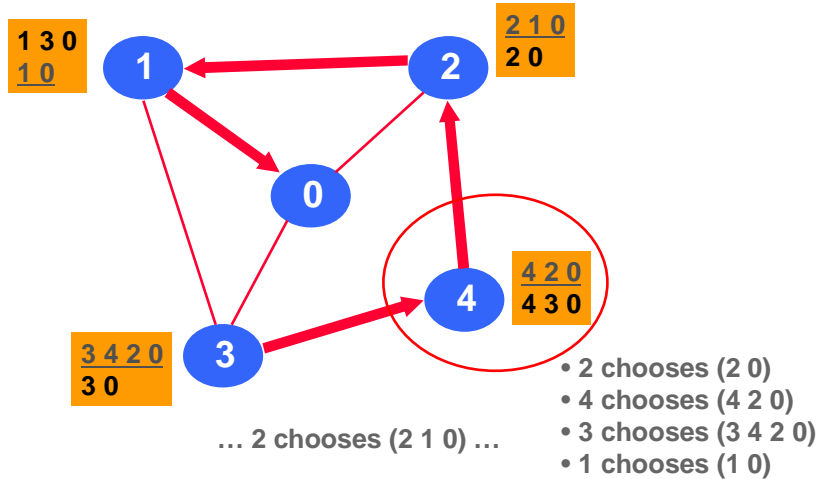 1 3 0
1 0
1
2
2 1 0
2 0
0
4
4 2 0
4 3 0
3 4 2 0
3 0
3
… 2 chooses (2 1 0) …
• 2 chooses (2 0)
• 4 chooses (4 2 0)
• 3 chooses (3 4 2 0)
• 1 chooses (1 0)